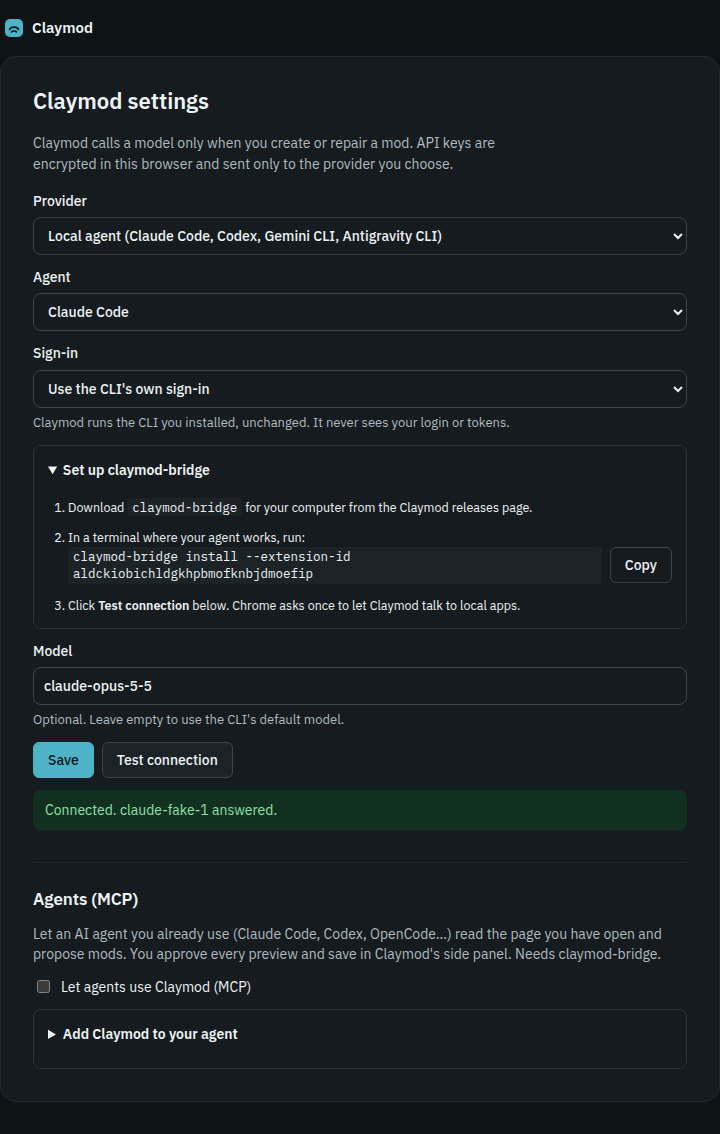 Claymod
Claymod settings
Claymod calls a model only when you create or repair a mod. API keys are
encrypted in this browser and sent only to the provider you choose.
Provider
Local agent (Claude Code, Codex, Gemini CLI, Antigravity CLI)
Agent
Claude Code
Sign-in
Use the CLI's own sign-in
Claymod runs the CLI you installed, unchanged. It never sees your login or tokens.
▼ Set up claymod-bridge
1. Download claymod-bridge for your computer from the Claymod releases page.
2. In a terminal where your agent works, run:
claymod-bridge install --extension-id
aldckiobichldgkhpbmofknbjdmoefip
Copy
3. Click Test connection below. Chrome asks once to let Claymod talk to local apps.
Model
claude-opus-5-5
Optional. Leave empty to use the CLI's default model.
Save Test connection
Connected. claude-fake-1 answered.
Agents (MCP)
Let an AI agent you already use (Claude Code, Codex, OpenCode…) read the page you have open and
propose mods. You approve every preview and save in Claymod's side panel. Needs claymod-bridge.
Let agents use Claymod (MCP)
▶ Add Claymod to your agent